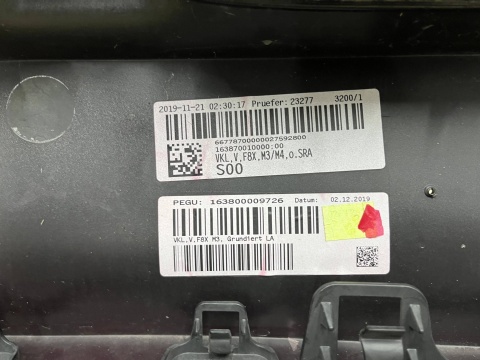 2019-11-21 02:30:17 Pruefer:23277 3200/1
66778700000027592800
163870010000;00
VKL,V,F8X,M3/M4,o.SRA
S00
PEGU: 163800009726 Datum: 02.12.2019
VKL,V,F8X M3, Grundiert LA